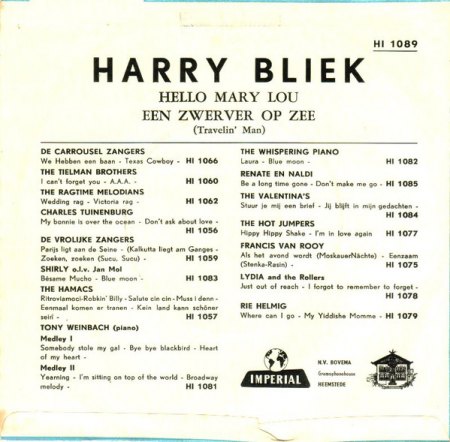 HI 1089
HARRY BLIEK
HELLO MARY LOU
EEN ZWERVER OP ZEE
(Travelin' Man)
DE CARROUSEL ZANGERS
We Hebben een baan - Texas Cowboy - HI 1066
THE TIELMAN BROTHERS
I can't forget you - A.A.A. - HI 1060
THE RAGTIME MELODIANS
Wedding rag - Victoria rag - HI 1062
CHARLES TUINENBURG
My bonnie is over the ocean - Don't ask about love -
HI 1056
DE VROLIJKE ZANGERS
Parijs ligt aan de Seine - (Kalkutta liegt am Ganges -
Zoeken, zoeken (Sucu, Sucu) - HI 1059
SHIRLY o.l.v. Jan Mol
Bésame Mucho - Blue moon - HI 1083
THE HAMACS
Ritrovlamoci-Robkin' Billy - Salute cin cin - Muss i denn -
Eenmaal komen er tranen - Kein land kann schöner
seiri - HI 1057
TONY WEINBACH (piano)
Medley I
Somebody stole my gal - Bye bye blackbird - Heart
of my heart -
Medley II
Yearning - I'm sitting on top of the world - Broadway
melody - HI 1081
THE WHISPERING PIANO
Laura - Blue moon - HI 1082
RENATE EN NALDI
Be a long time gone - Don't make me go - HI 1085
THE VALENTINA'S
Stuur je mij een brief - Jij blijft in mijn gedachten -
HI 1084
THE HOT JUMPERS
Hippy Hippy Shake - I'm in love again HI 1077
FRANCIS VAN ROOY
Als het avond wordt (MoskauerNächte) - Eenzaam
(Stenka-Rasin) - HI 1075
LYDIA and the Rollers
Just out of reach - I forgot to remember to forget -
HI 1078
RIE HELMIG
Where can I go - My Yiddishe Momme - HI 1079
IMPERIAL
N.V. BOVEMA
Gramophoonhouse
HEEMSTEDE